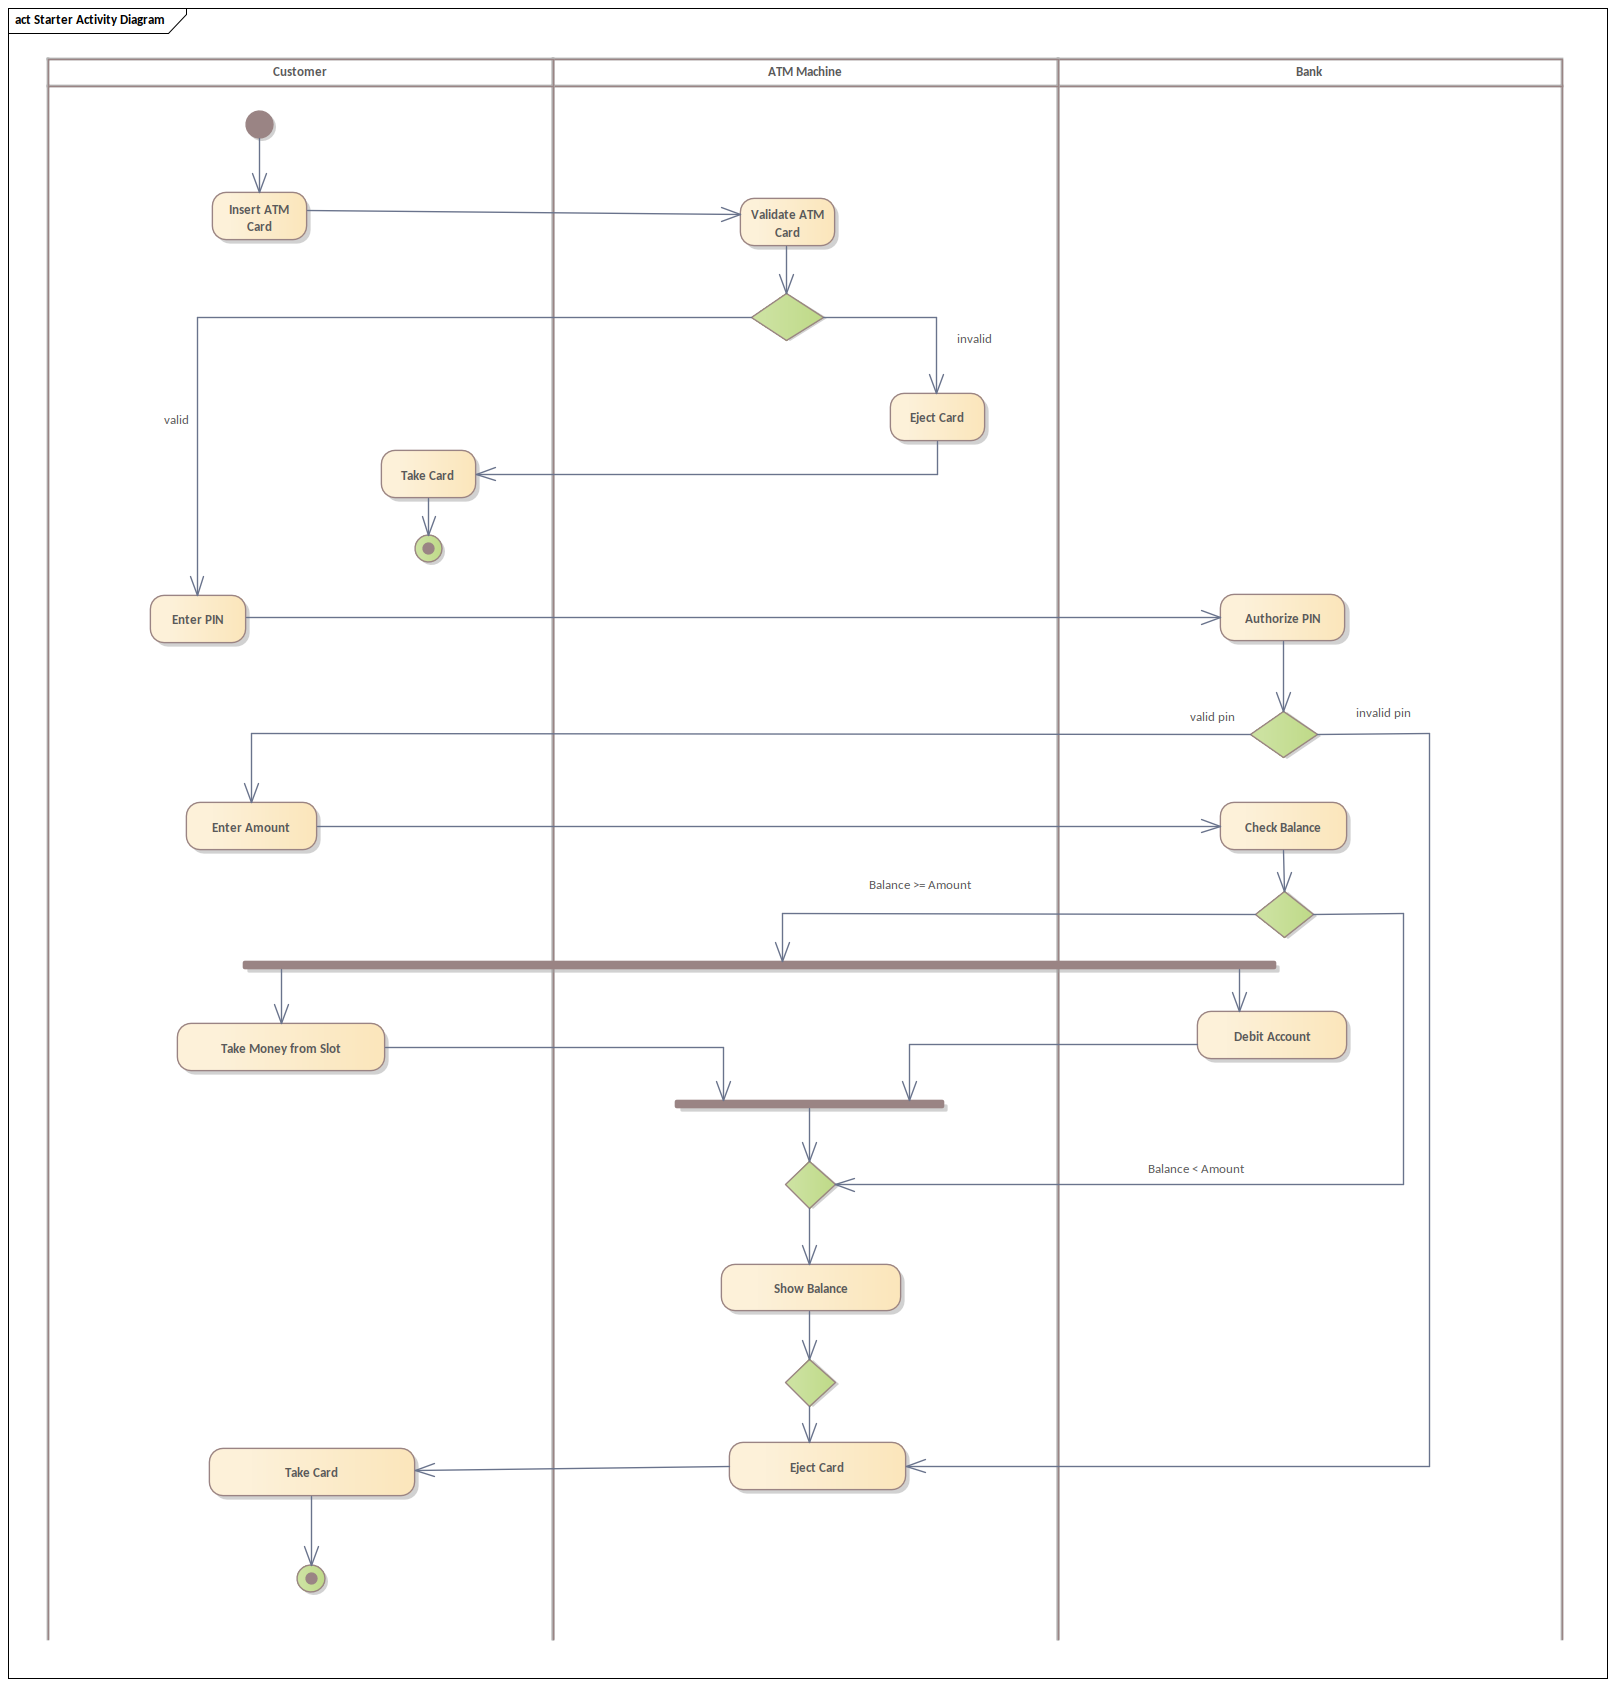 act Starter Activity Diagram
Customer
ATM Machine
Bank
Insert ATM
Card
Validate ATM
Card
invalid
valid
Eject Card
Take Card
Enter PIN
Authorize PIN
valid pin
invalid pin
Enter Amount
Check Balance
Balance >= Amount
Take Money from Slot
Debit Account
Balance < Amount
Show Balance
Take Card
Eject Card